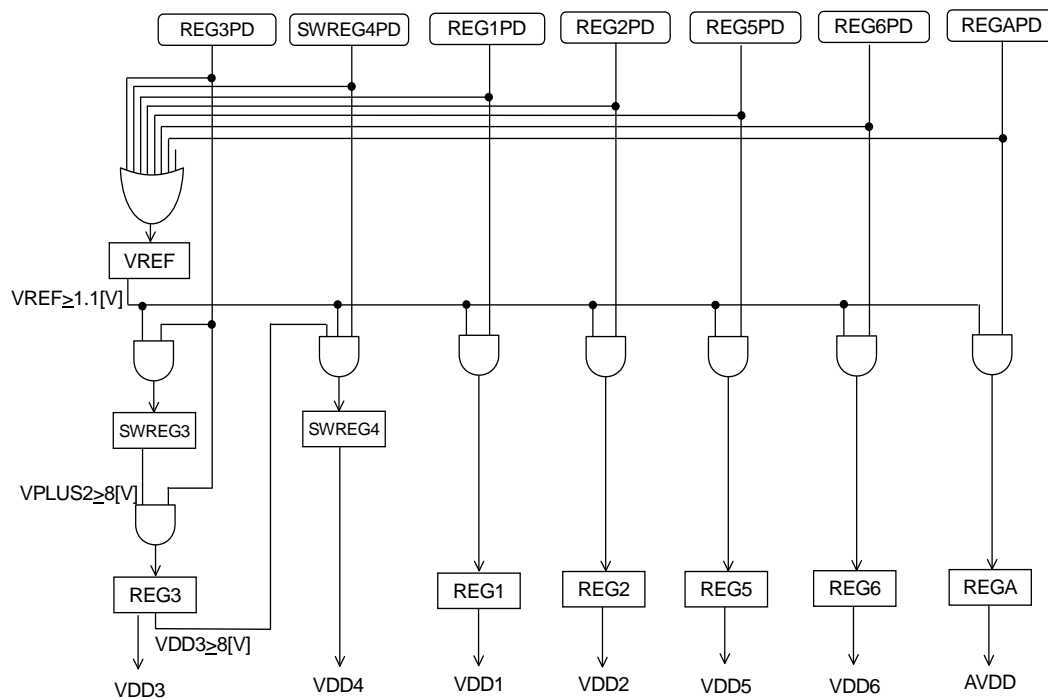 REG3PD
SWREG4PD
REG1PD
REG2PD
REG5PD
REG6PD
REGAPD
VREF
VREF≥1.1[V]
SWREG3
SWREG4
VPLUS2≥8[V]
REG3
REG1
REG2
REG5
REG6
REGA
VDD3≥8[V]
VDD3
VDD4
VDD1
VDD2
VDD5
VDD6
AVDD